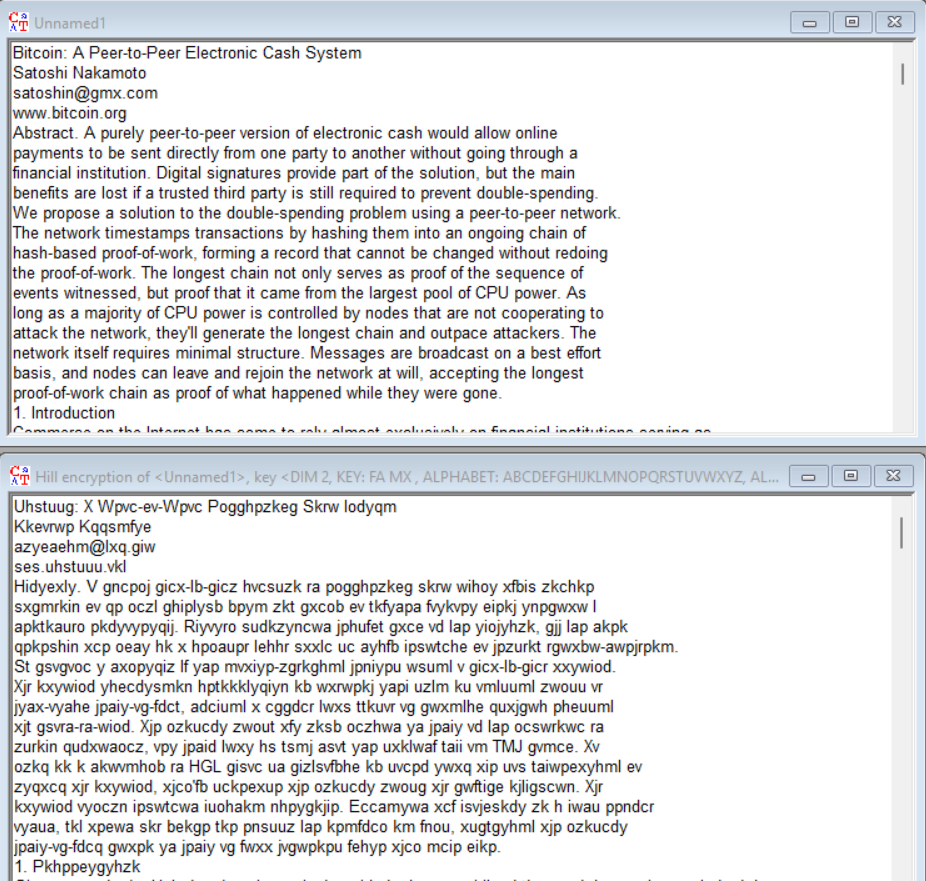 Unnamed1
Bitcoin: A Peer-to-Peer Electronic Cash System
Satoshi Nakamoto
satoshin@gmx.com
www.bitcoin.org
Abstract. A purely peer-to-peer version of electronic cash would allow online
payments to be sent directly from one party to another without going through a
financial institution. Digital signatures provide part of the solution, but the main
benefits are lost if a trusted third party is still required to prevent double-spending.
We propose a solution to the double-spending problem using a peer-to-peer network.
The network timestamps transactions by hashing them into an ongoing chain of
hash-based proof-of-work, forming a record that cannot be changed without redoing
the proof-of-work. The longest chain not only serves as proof of the sequence of
events witnessed, but proof that it came from the largest pool of CPU power. As
long as a majority of CPU power is controlled by nodes that are not cooperating to
attack the network, they'll generate the longest chain and outpace attackers. The
network itself requires minimal structure. Messages are broadcast on a best effort
basis, and nodes can leave and rejoin the network at will, accepting the longest
proof-of-work chain as proof of what happened while they were gone.
1. Introduction
Commerce on the Internet has come to rely almost exclusively on financial institutions serving as
Hill encryption of <Unnamed1>, key <DIM 2, KEY: FA MX , ALPHABET: ABCDEFGHIJKLMNOPQRSTUVWXYZ, AL...
Uhstuug: X Wpvc-ev-Wpvc Pogghpzkeg Skrw Iodyqm
Kkevrwp Kqqsmfye
azyeaehm@lxq.giw
ses.uhstuuu.vkl
Hidyexly. V gncpoj gicx-lb-gicz hvcsuzk ra pogghpzkeg skrw wihoy xfbis zkchkp
sxgmrkin ev qp oczl ghiplysb bpym zkt gxcob ev tkfyapa fvykvpy eipkj ynpgwxw l
apktkauro pkdyvypyqij. Riyvyro sudkzyncwa jphufet gxce vd lap yiojyhzk, gjj lap akpk
qpkpshin xcp oeay hk x hpoaupr lehhr sxxlc uc ayhfb ipswtche ev jpzurkt rgwxbw-awpjrpkm.
St gsvgvoc y axopyqiz lf yap mvxiyp-zgrkghml jpniypu wsuml v gicx-lb-gicr xxywiod.
Xjr kxywiod yhecdysmkn hptkkklyqiyn kb wxrwpkj yapi uzlm ku vmluuml zwouu vr
jyax-vyahe jpaiy-vg-fdct, adciuml x cggdcr lwxs ttkuvr vg gwxmlhe quxjgwh pheuuml
xjt gsvra-ra-wiod. Xjp ozkucdy zwout xfy zksb oczhwa ya jpaiy vd lap ocswrkwc ra
zurkin qudxwaocz, vpy jpaid lwxy hs tsmj asvt yap uxklwaf taii vm TMJ gvmce. Xv
ozkq kk k akwvmhob ra HGL gisvc ua gizlsvfbhe kb uvcpd ywxq xip uvs taiwpexyhml ev
zyqxcq xjr kxywiod, xjco'fb uckpexup xjp ozkucdy zwoug xjr gwftige kjligscwn. Xjr
kxywiod vyoczn ipswtcwa iuohakm nhpygkjip. Eccamywa xcf isvjeskdy zk h iwau ppndcr
vyaua, tkl xpewa skr bekgp tkp pnsuuz lap kpmfdco km fnou, xugtgyhml xjp ozkucdy
jpaiy-vg-fdcq gwxpk ya jpaiy vg fwxx jvgwpkpu fehyp xjco mcip eikp.
1. Pkhppeygyhzk